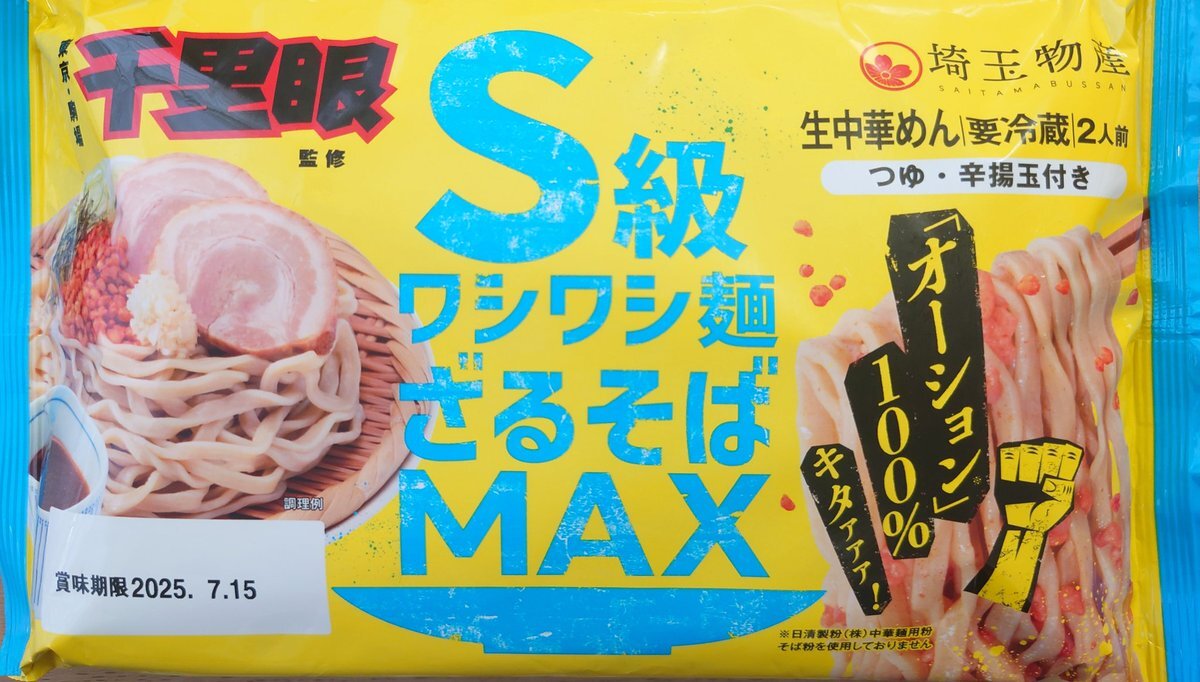 東京・駒場
千里眼
監修
S級
ワシワシ麺
ざるそば
MAX
埼玉物産
SAITAMABUSSAN
生中華めん|要冷蔵|2人前
つゆ・辛揚玉付き
「オーション」※
100%
キタァァァ!
調理例
賞味期限2025. 7.15
※日清製粉(株)中華麺用粉
そば粉を使用しておりません